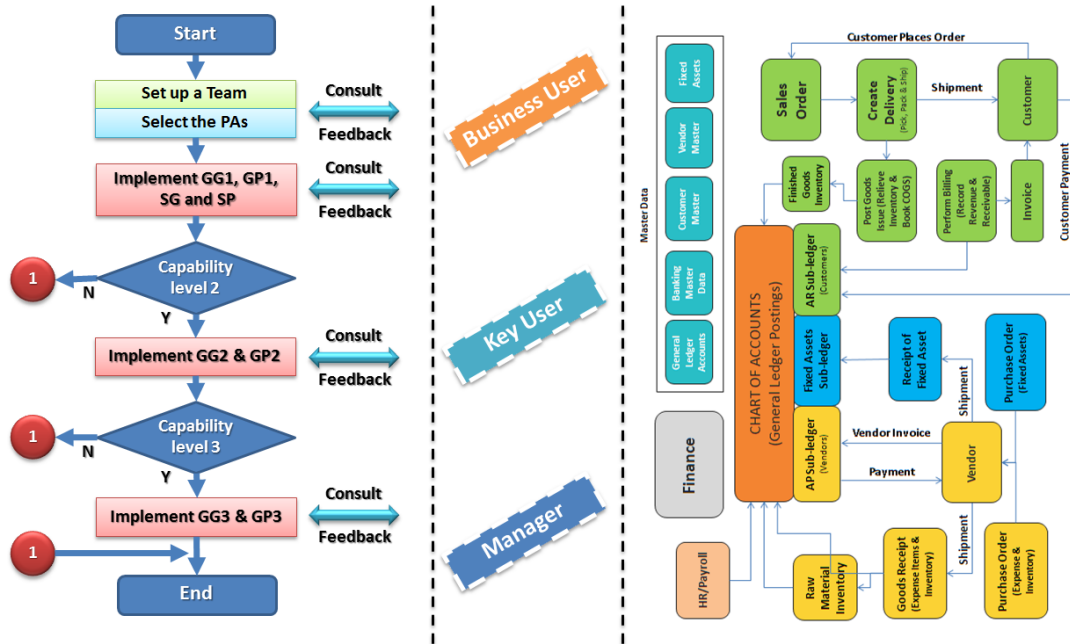 Start
Set up a Team
Select the PAs
Consult
Feedback
Implement GG1, GP1,
SG and SP
Consult
Feedback
Capability
level 2
1
N
Y
Implement GG2 & GP2
Consult
Feedback
Capability
level 3
1
N
Y
Implement GG3 & GP3
Consult
Feedback
1
End
Business User
Key User
Manager
Master Data
Fixed
Assets
Vendor
Master
Customer
Master
Banking
Master
Data
General
Ledger
Accounts
Finance
HR/Payroll
Customer Places Order
Sales
Order
Create
Delivery
(Pick, Pack & Ship)
Shipment
Customer
Customer Payment
Finished
Goods
Inventory
Post Goods
Issue (Relieve
Inventory &
Book COGS)
Perform Billing
(Record
Revenue &
Receivable)
Invoice
CHART OF ACCOUNTS
(General Ledger Postings)
AR Sub-ledger
(Customers)
Fixed Assets
Sub-ledger
AP Sub-ledger
(Vendors)
Receipt of
Fixed Asset
Shipment
Purchase Order
(Fixed Assets)
Vendor Invoice
Payment
Vendor
Shipment
Raw
Material
Inventory
Goods Receipt
(Expense Items &
Inventory)
Purchase Order
(Expense &
Inventory)